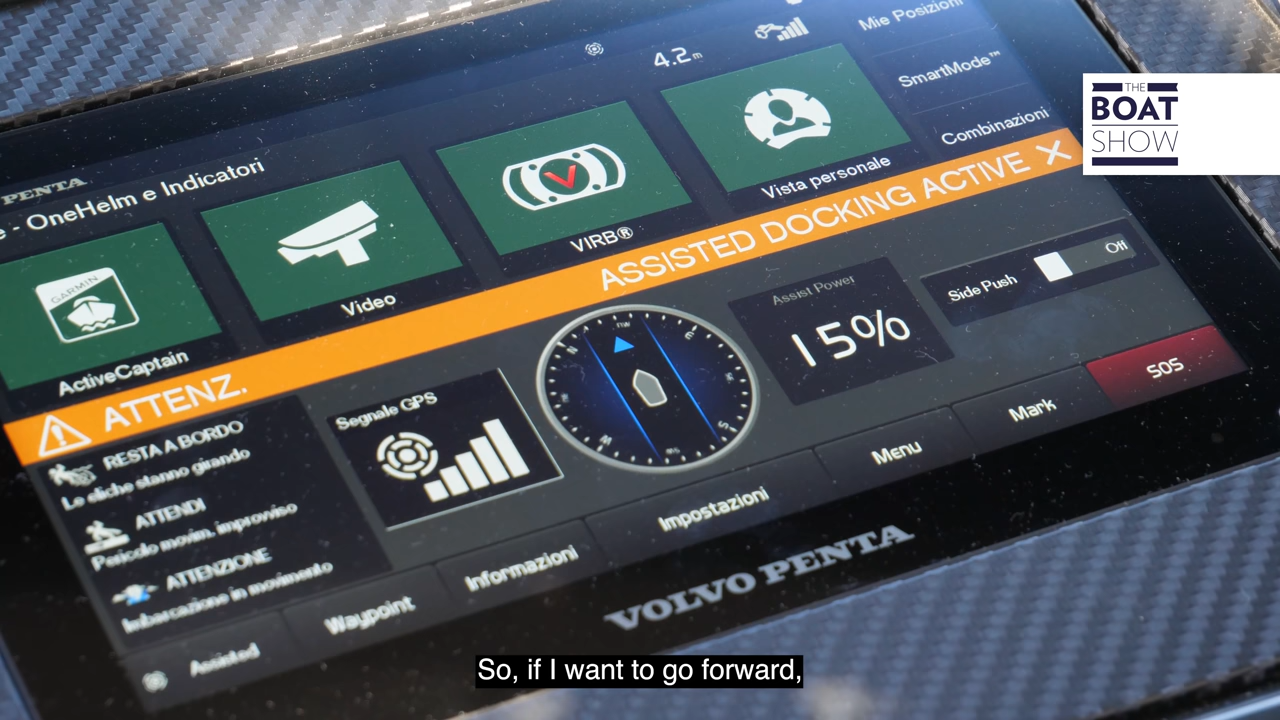 4.2m
Mie Posizioni
SmartMode™
Combinazioni
THE
BOAT
SHOW
PENTA
- OneHelm e Indicatori
GARMIN
ActiveCaptain
Video
VIRB®
Vista personale
ATTENZ.
ASSISTED DOCKING ACTIVE
RESTA A BORDO
Le eliche stanno girando
ATTENDI
Pericolo movim. improvviso
ATTENZIONE
Imbarcazione in movimento
Segnale GPS
Assist Power
15%
Side Push
Off
Assisted
Waypoint
Informazioni
Impostazioni
Menu
Mark
SOS
VOLVO PENTA
So, if I want to go forward,